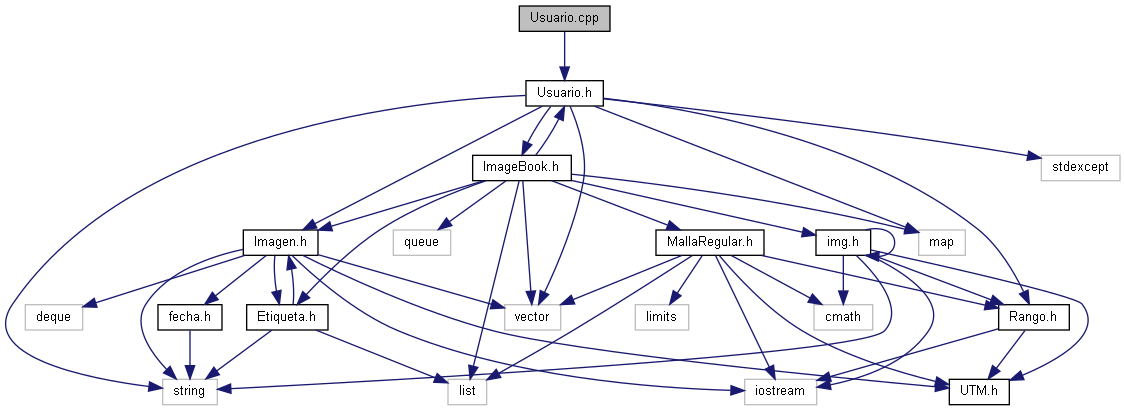 Usuario.cpp
Usuario.h
ImageBook.h
stdexcept
Imagen.h
queue
MallaRegular.h
img.h
map
deque
fecha.h
Etiqueta.h
vector
limits
cmath
Rango.h
string
list
iostream
UTM.h